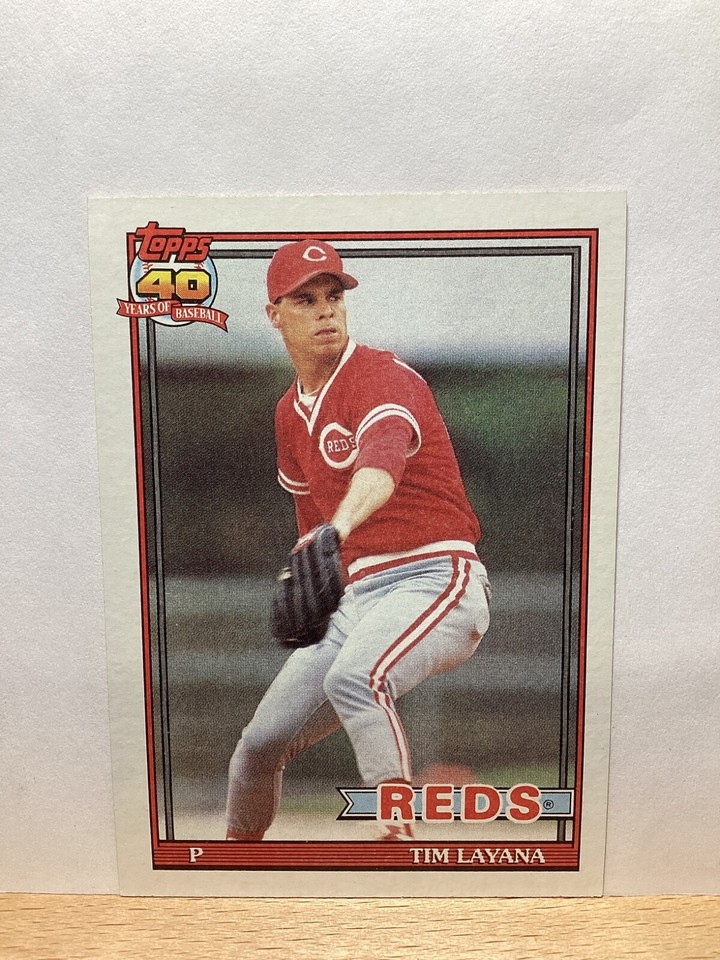 TOPPS
40
YEARS OF BASEBALL
C
REDS
REDS®
P TIM LAYANA